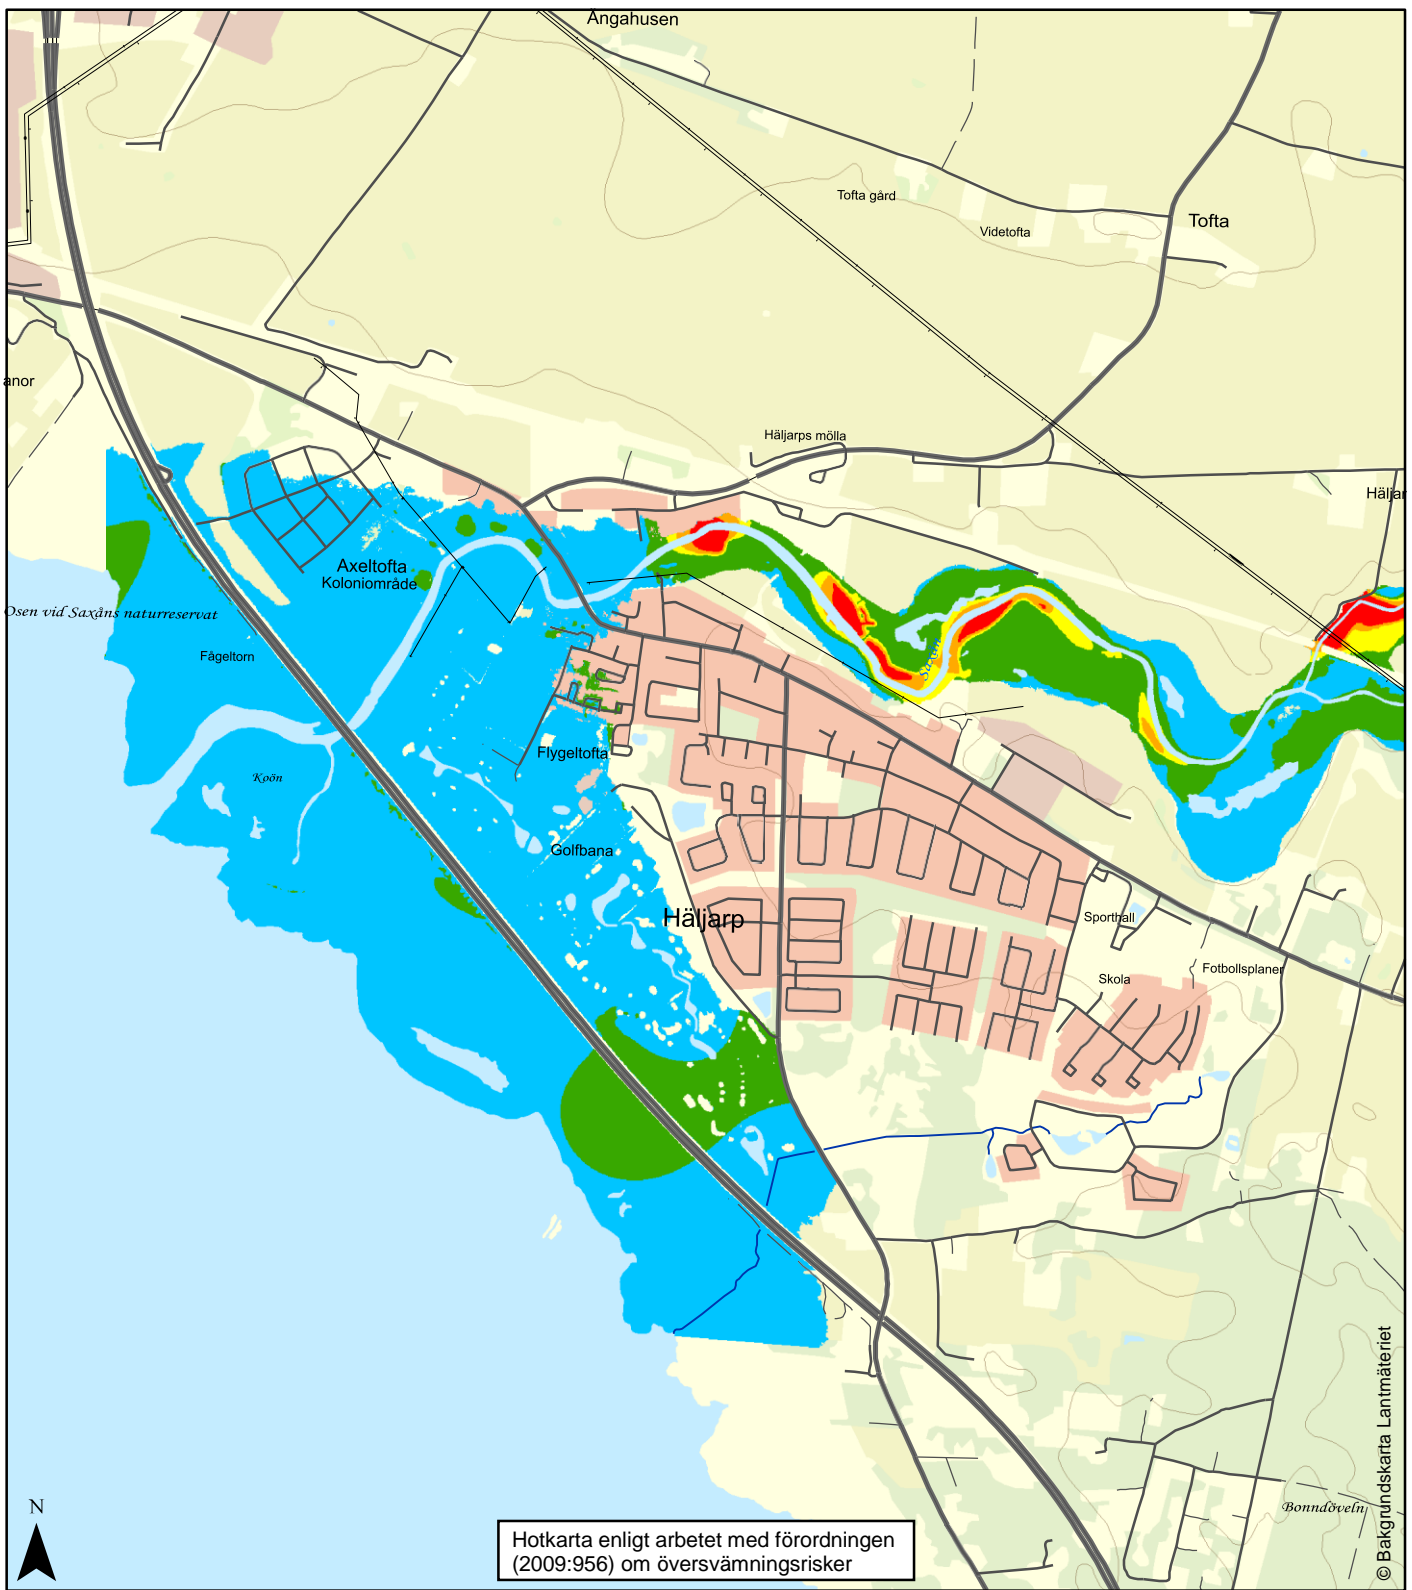 Ängahusen
Tofta gård
Videtofta
Tofta
anor
Häljarps mölla
Häljar
Axeltofta
Koloniområde
Osen vid Saxåns naturreservat
Fågeltorn
Saxån
Koön
Flygeltofta
Golfbana
Häljarp
Sporthall
Skola
Fotbollsplaner
Bonndöveln
N
Hotkarta enligt arbetet med förordningen
(2009:956) om översvämningsrisker
© Bakgrundskarta Lantmäteriet